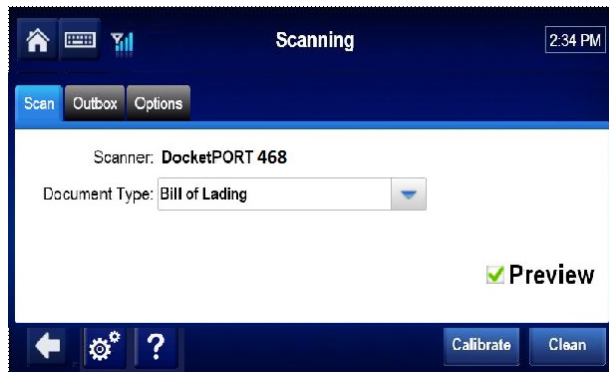 Scanning
2:34 PM
Scan Outbox Options
Scanner: DocketPORT 468
Document Type: Bill of Lading
Preview
?
Calibrate Clean